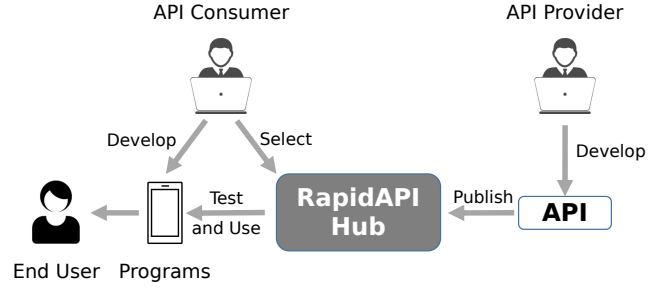 API Consumer
API Provider
Develop
Select
Develop
RapidAPI
Hub
Test
and Use
Publish
API
End User
Programs